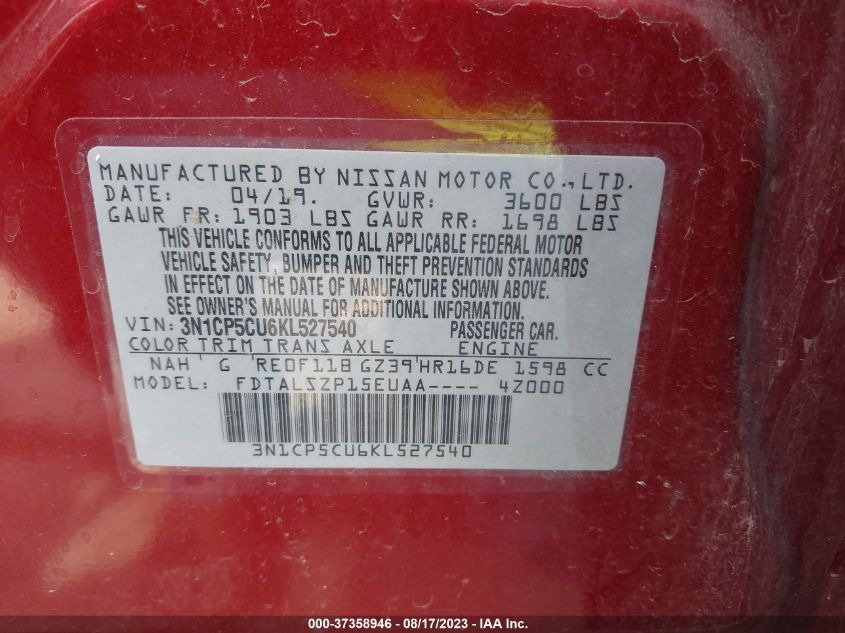 MANUFACTURED BY NISSAN MOTOR CO., LTD.
DATE: 04/19. GVWR: 3600 LBS
GAWR FR: 1903 LBS GAWR RR: 1698 LBS
THIS VEHICLE CONFORMS TO ALL APPLICABLE FEDERAL MOTOR
VEHICLE SAFETY, BUMPER AND THEFT PREVENTION STANDARDS
IN EFFECT ON THE DATE OF MANUFACTURE SHOWN ABOVE.
SEE OWNER'S MANUAL FOR ADDITIONAL INFORMATION.
VIN: 3N1CP5CU6KL527540 PASSENGER CAR.
COLOR TRIM TRANS AXLE ENGINE
NAH G RE0F11B GZ39 HR16DE 1598 CC
MODEL: FDTALSZP15EUAA---- 4Z000
3N1CP5CU6KL527540
000-37358946 - 08/17/2023 - IAA Inc.